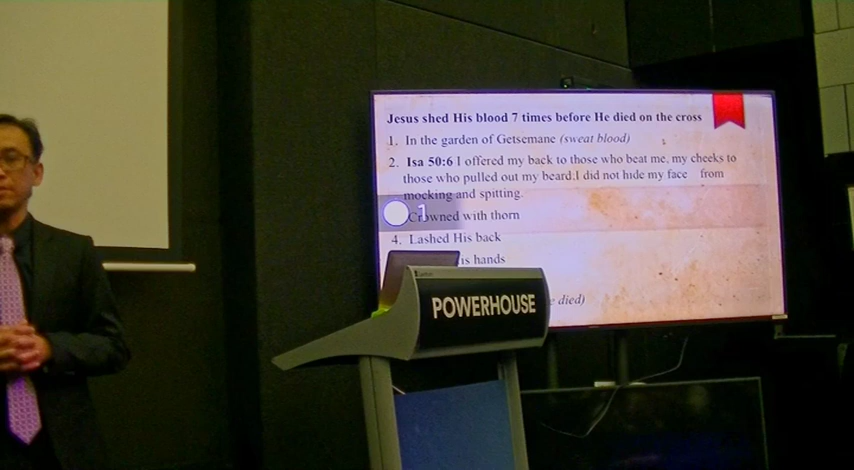 Jesus shed His blood 7 times before He died on the cross
1. In the garden of Getsemane (sweat blood)
2. Isa 50:6 I offered my back to those who beat me, my cheeks to
those who pulled out my beard.I did not hide my face from
mocking and spitting.
1
Crowned with thorn
4. Lashed His back
is hands
died)
POWERHOUSE